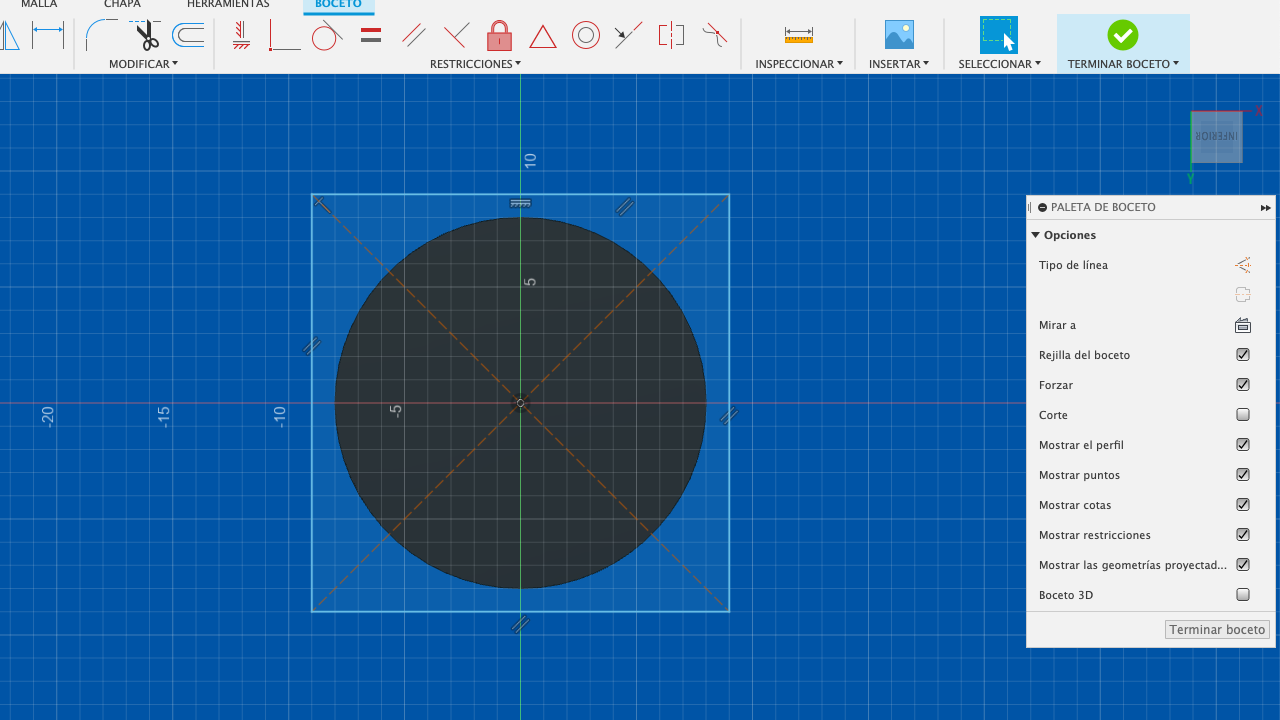 MALLA
CHAPA
HERRAMIENTAS
BOCETO
MODIFICAR
RESTRICCIONES
INSPECCIONAR
INSERTAR
SELECCIONAR
TERMINAR BOCETO
X
INFERIOR
Y
10
5
-5
-10
-15
-20
PALETA DE BOCETO
Opciones
Tipo de línea
Mirar a
Rejilla del boceto
Forzar
Corte
Mostrar el perfil
Mostrar puntos
Mostrar cotas
Mostrar restricciones
Mostrar las geometrías proyectad...
Boceto 3D
Terminar boceto